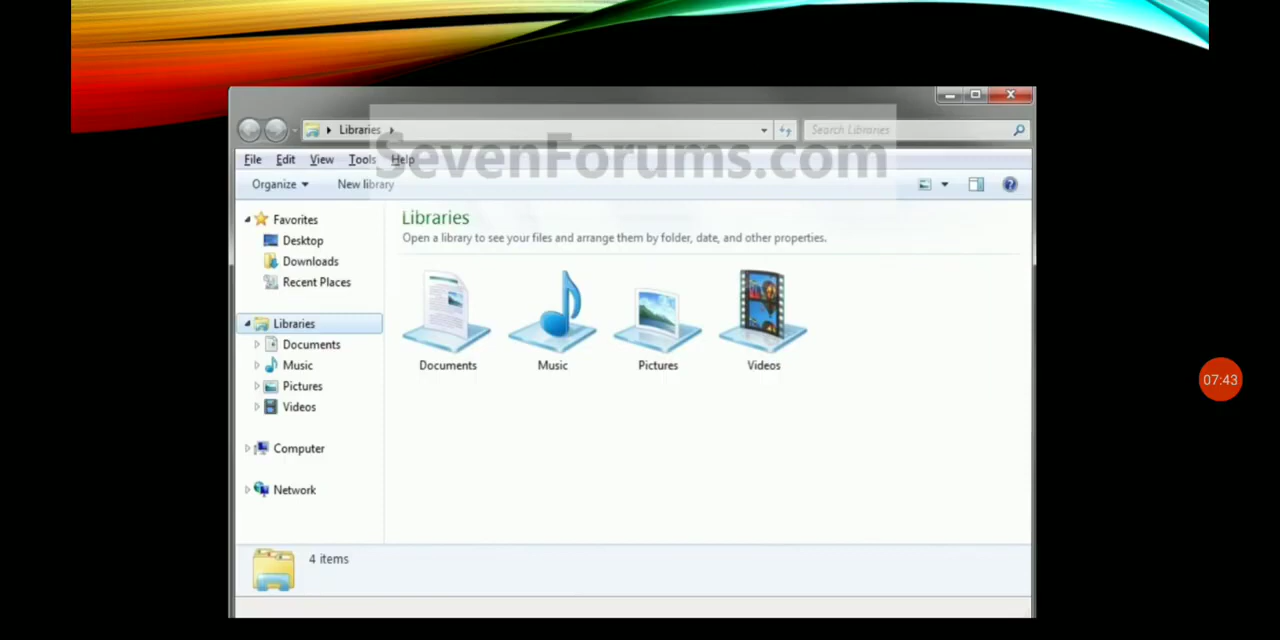 Libraries
Search Libraries
SevenForums.com
File Edit View Tools Help
Organize New library
Favorites
Desktop
Downloads
Recent Places
Libraries
Documents
Music
Pictures
Videos
Computer
Network
Libraries
Open a library to see your files and arrange them by folder, date, and other properties.
Documents Music Pictures Videos
4 items
07:43